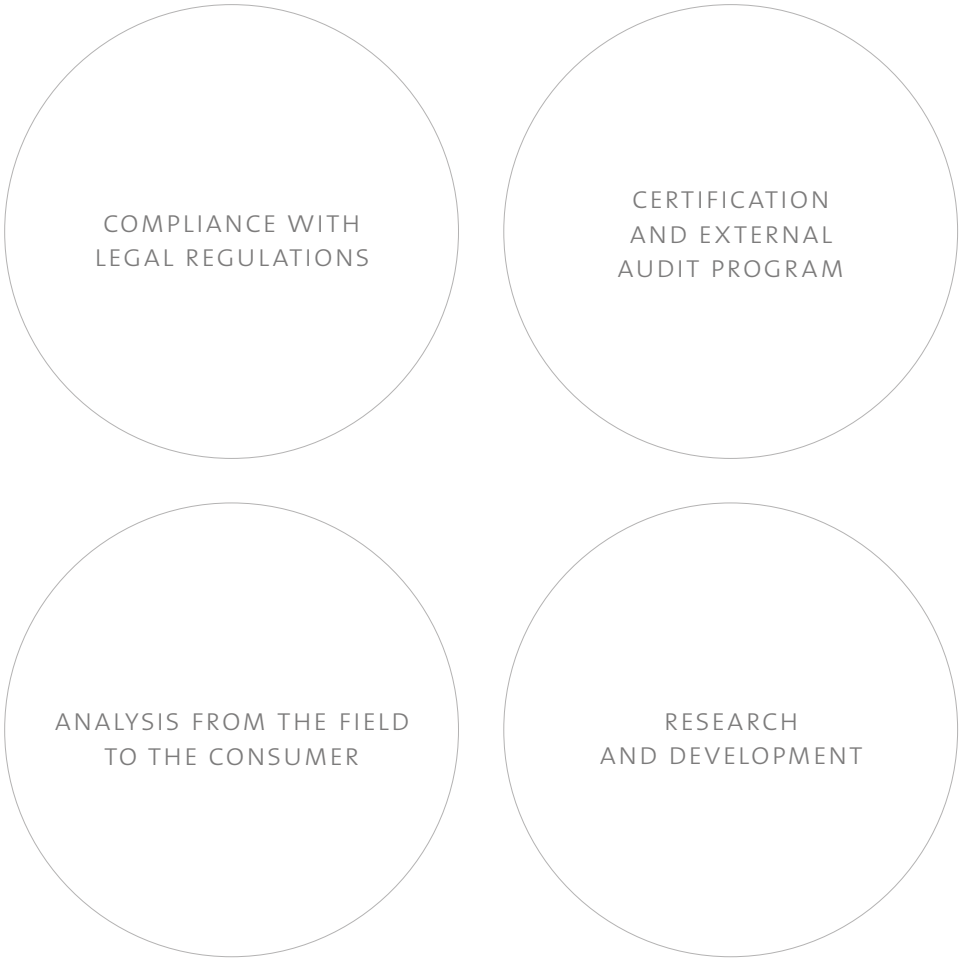 COMPLIANCE WITH
LEGAL REGULATIONS
CERTIFICATION
AND EXTERNAL
AUDIT PROGRAM
ANALYSIS FROM THE FIELD
TO THE CONSUMER
RESEARCH
AND DEVELOPMENT